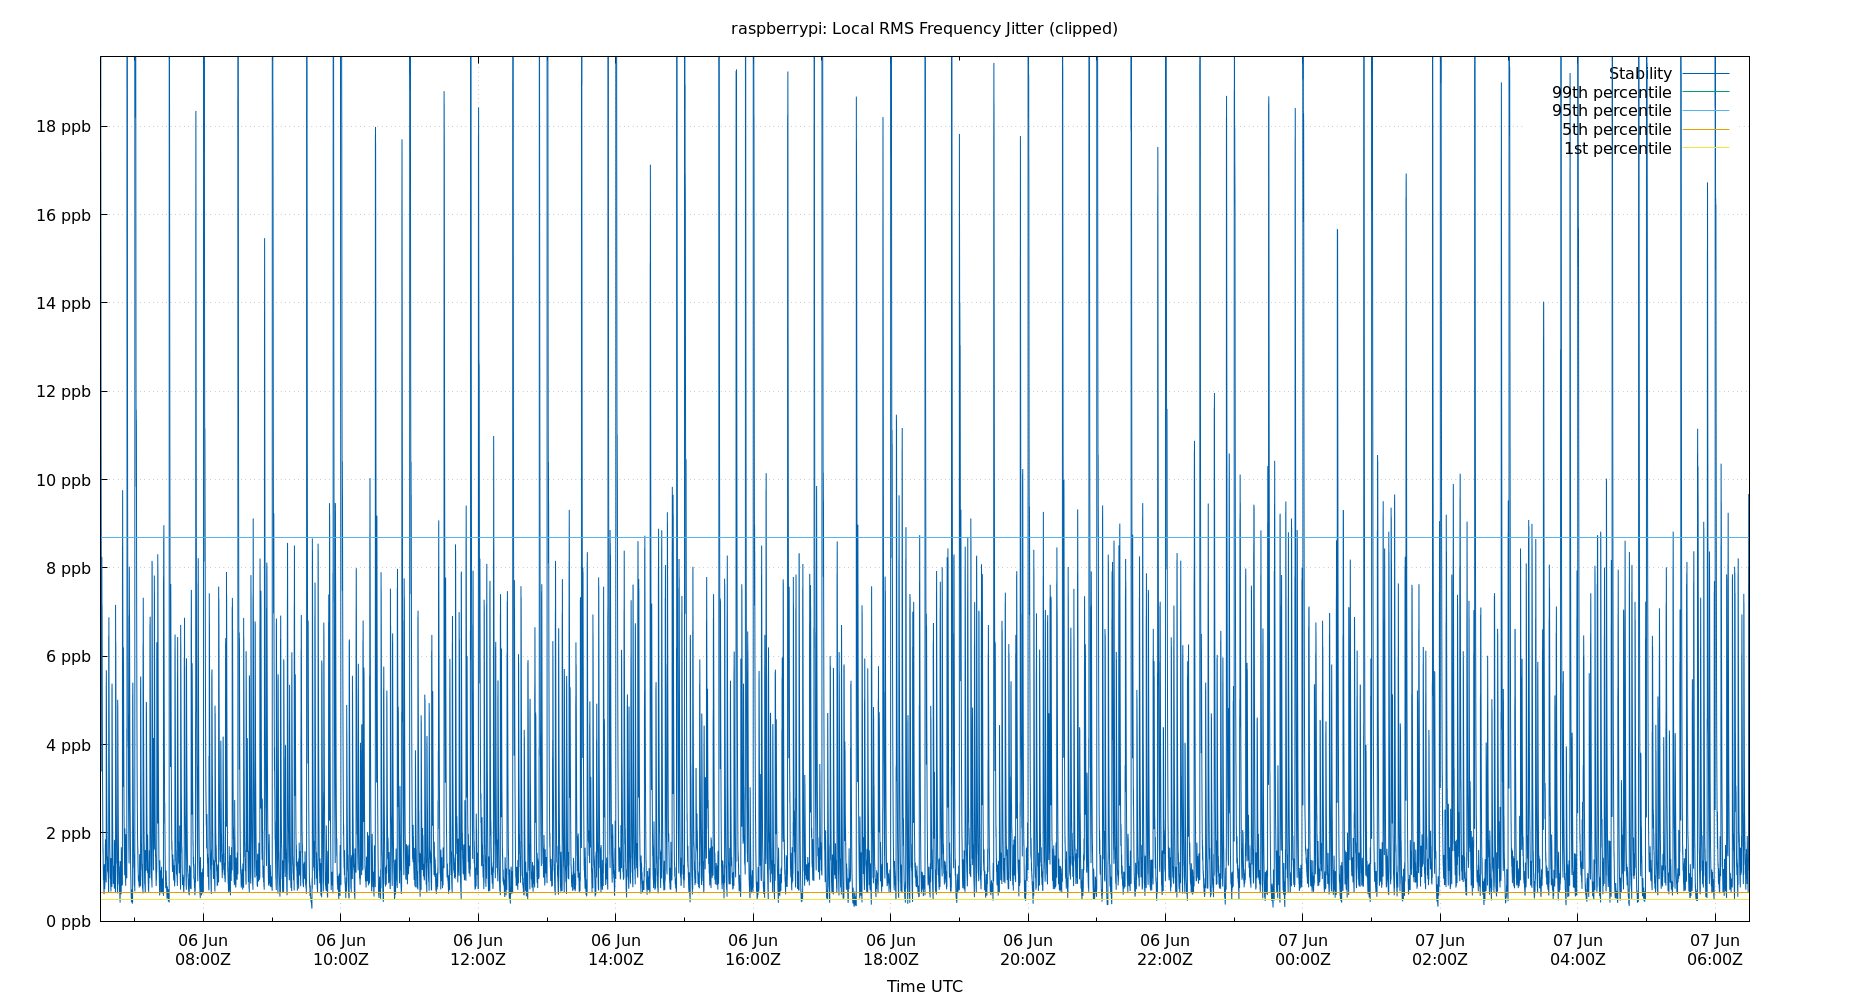 raspberrypi: Local RMS Frequency Jitter (clipped)
Stability
99th percentile
95th percentile
5th percentile
1st percentile
18 ppb
16 ppb
14 ppb
12 ppb
10 ppb
8 ppb
6 ppb
4 ppb
2 ppb
0 ppb
06 Jun 06 Jun 06 Jun 06 Jun 06 Jun 06 Jun 06 Jun 06 Jun 07 Jun 07 Jun 07 Jun 07 Jun
08:00Z 10:00Z 12:00Z 14:00Z 16:00Z 18:00Z 20:00Z 22:00Z 00:00Z 02:00Z 04:00Z 06:00Z
Time UTC